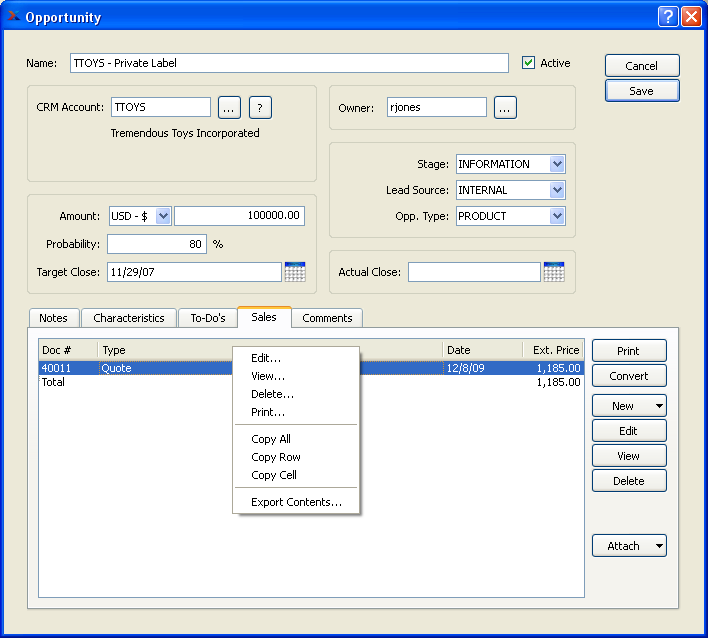 Opportunity
Name: TTOYS - Private Label Active
Cancel
Save
CRM Account: TTOYS ... ?
Tremendous Toys Incorporated
Owner: rjones ...
Stage: INFORMATION
Lead Source: INTERNAL
Opp. Type: PRODUCT
Amount: USD - $ 100000.00
Probability: 80 %
Target Close: 11/29/07
Actual Close:
Notes Characteristics To-Do's Sales Comments
Doc # Type Date Ext. Price
40011 Quote 12/8/09 1,185.00
Total 1,185.00
Edit...
View...
Delete...
Print...
Copy All
Copy Row
Copy Cell
Export Contents...
Print
Convert
New
Edit
View
Delete
Attach